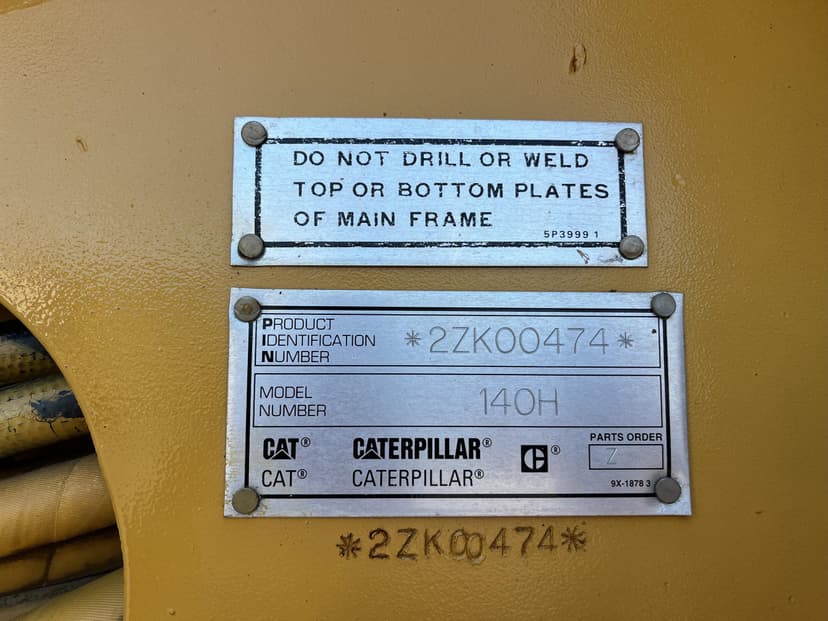 DO NOT DRILL OR WELD
TOP OR BOTTOM PLATES
OF MAIN FRAME
5P3999 1
PRODUCT
IDENTIFICATION
NUMBER
*2ZK00474*
MODEL
NUMBER
140H
CAT® CATERPILLAR® C®
CAT® CATERPILLAR®
PARTS ORDER
Z
9X-1878 3
*2ZK00474*